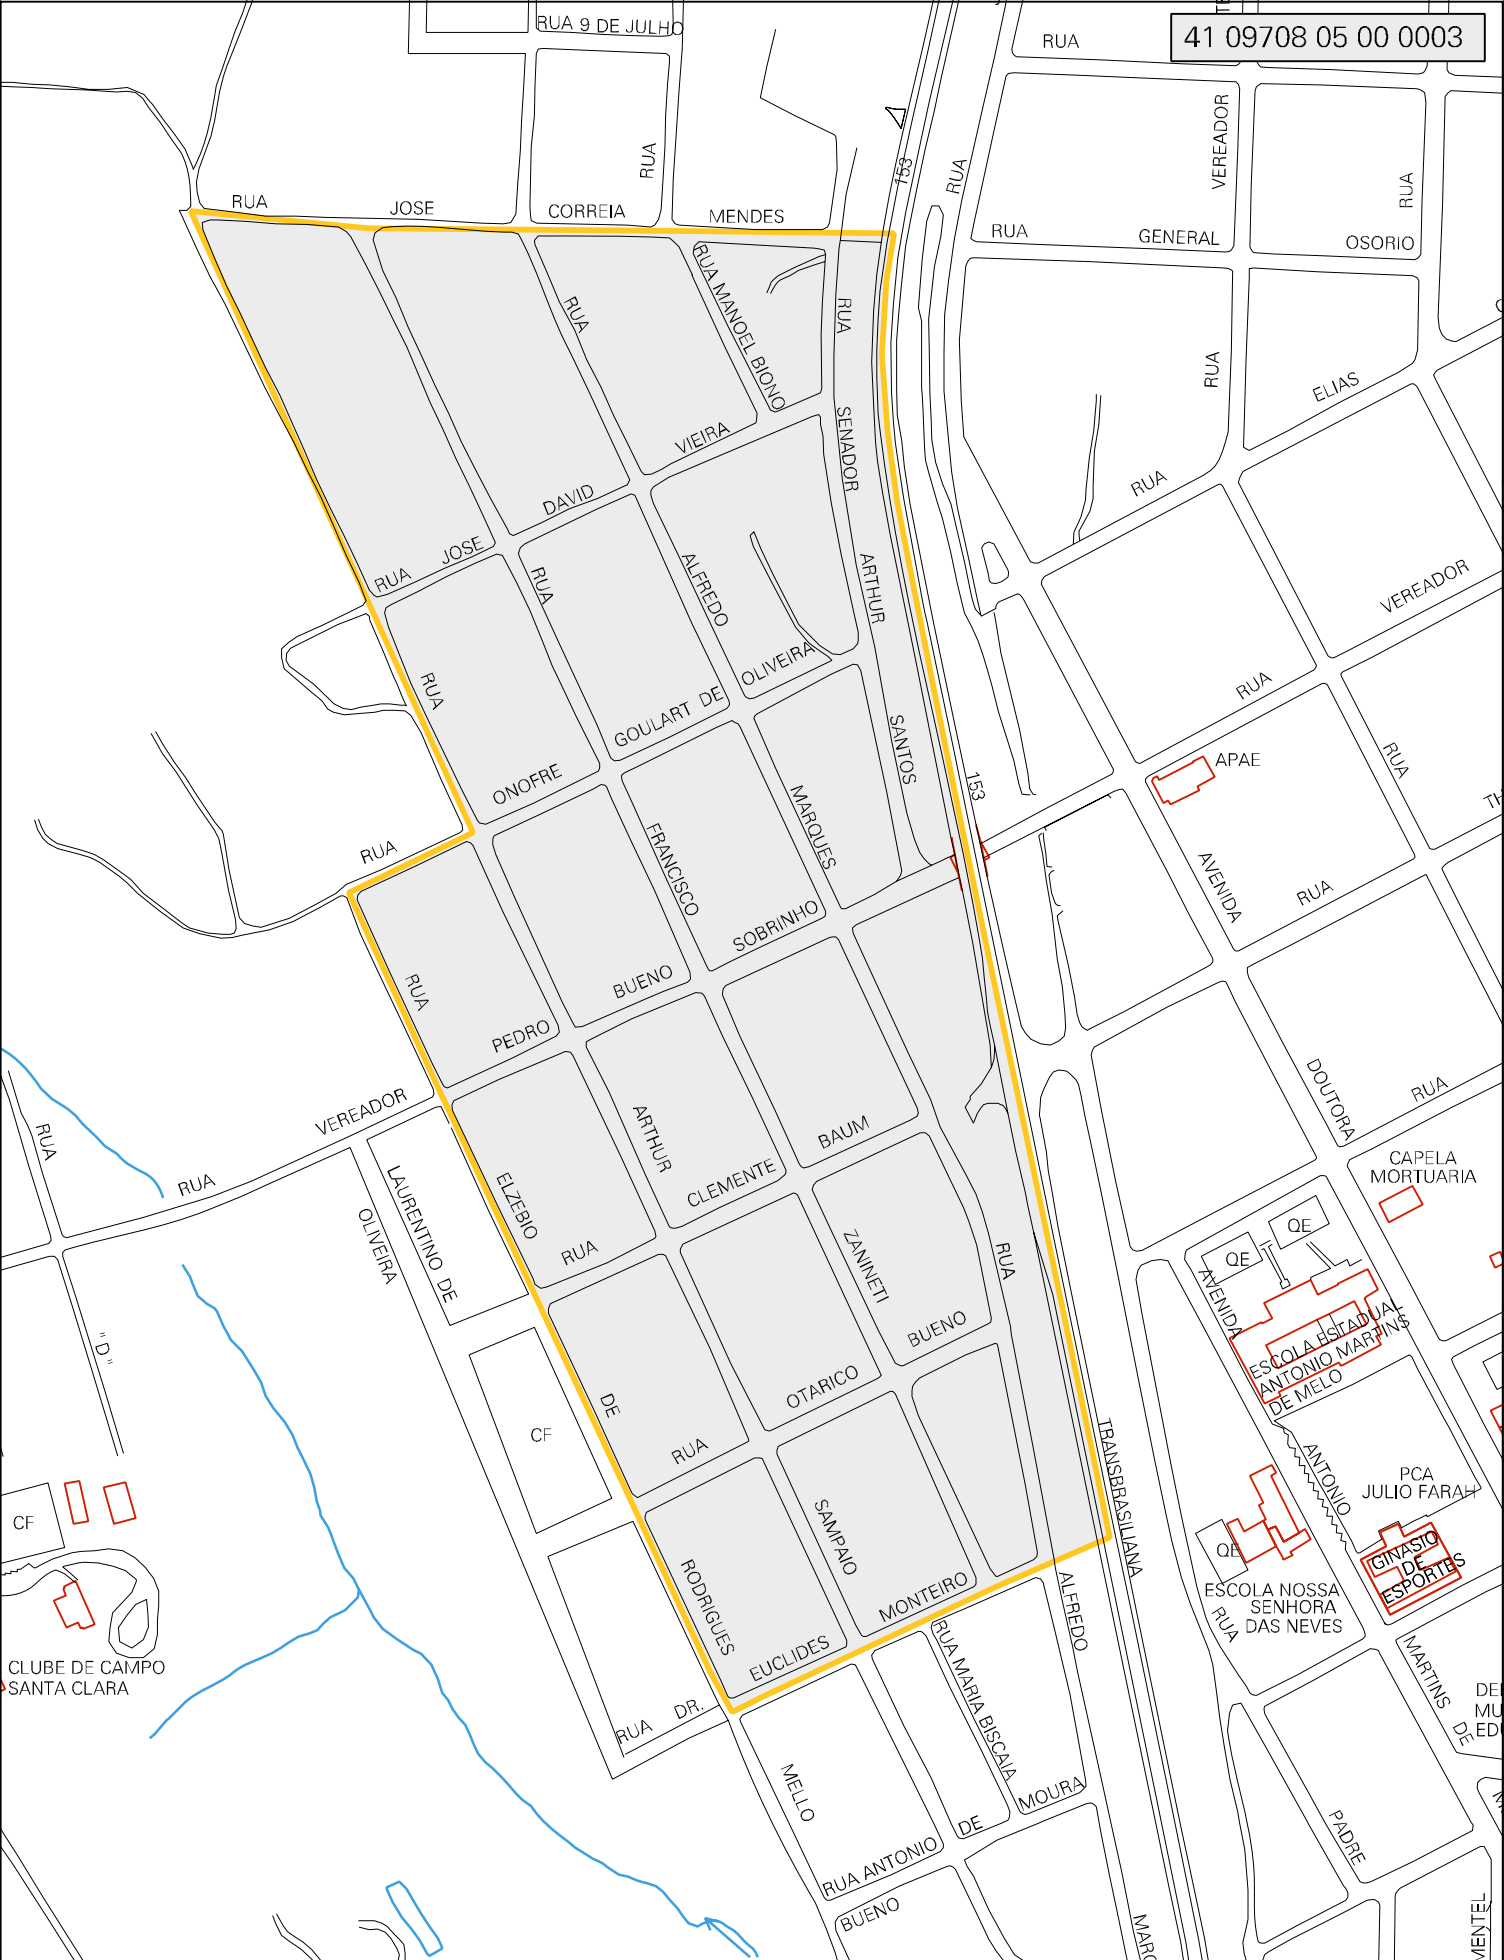 41 09708 05 00 0003
RUA 9 DE JULHO
RUA
RUA
VEREADOR
RUA
RUA
153
RUA
RUA JOSE CORREIA MENDES
RUA GENERAL OSORIO
RUA MANOEL BIONO
RUA
RUA
RUA
ELIAS
RUA
SENADOR
VIEIRA
DAVID
JOSE
RUA
RUA
ALFREDO
ARTHUR
VEREADOR
RUA
RUA
OLIVEIRA
GOULART DE
ONOFRE
RUA
SANTOS
153
APAE
RUA
MARQUES
FRANCISCO
AVENIDA
RUA
SOBRINHO
BUENO
PEDRO
RUA
DOUTORA
RUA
VEREADOR
RUA
RUA
ARTHUR
BAUM
CLEMENTE
RUA
ELZEBIO
LAURENTINO DE
OLIVEIRA
CAPELA
MORTUARIA
QE
QE
AVENIDA
ZANINETI
RUA
BUENO
OTARICO
RUA
DE
" D "
ESCOLA ESTADUAL
ANTONIO MARTINS
DE MELO
CF
CF
TRANSBRASILIANA
ANTONIO
PCA
JULIO FARAH
GINASIO
DE
ESPORTES
QE
ESCOLA NOSSA
SENHORA
DAS NEVES
RUA
SAMPAIO
RODRIGUES
MONTEIRO
EUCLIDES
DR.
RUA
ALFREDO
RUA MARIA BISCAIA
MARTINS
DE
CLUBE DE CAMPO
SANTA CLARA
MELLO
MOURA
DE
RUA ANTONIO
BUENO
PADRE